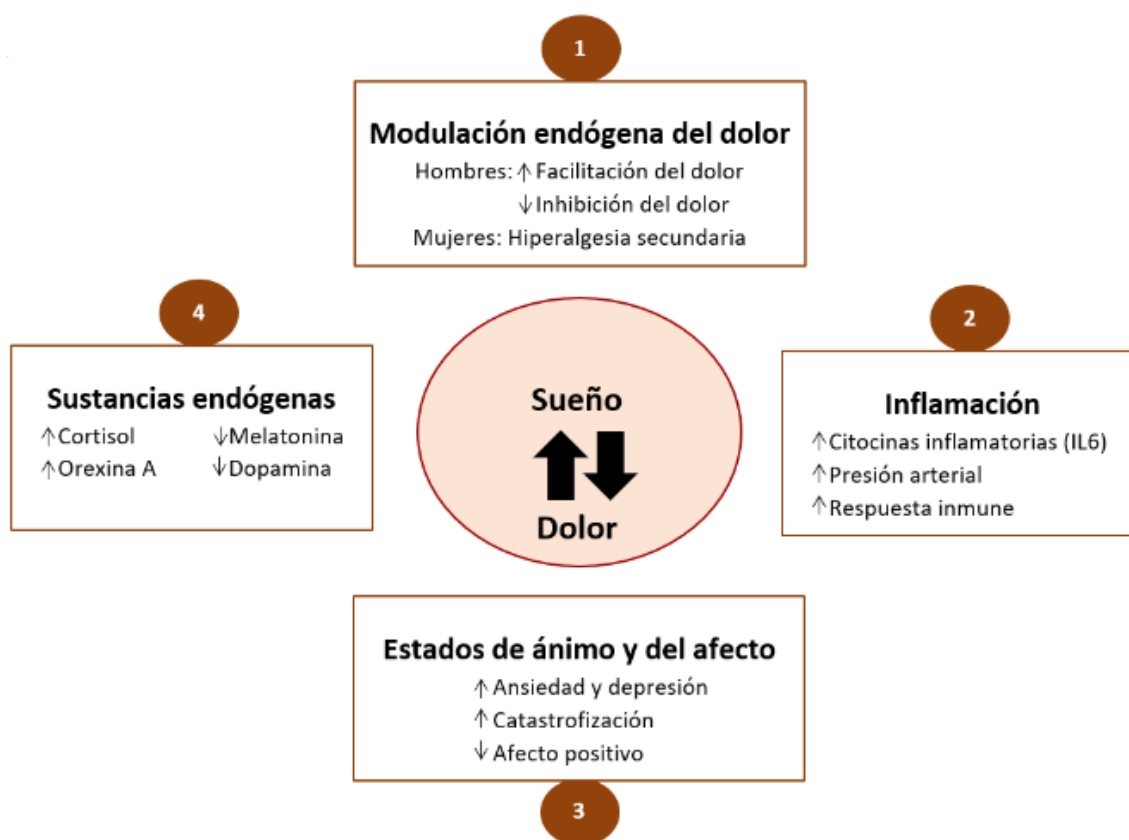 1
Modulación endógena del dolor
Hombres: ↑ Facilitación del dolor
↓ Inhibición del dolor
Mujeres: Hiperalgesia secundaria
2
Inflamación
↑ Citocinas inflamatorias (IL6)
↑ Presión arterial
↑ Respuesta inmune
3
Estados de ánimo y del afecto
↑ Ansiedad y depresión
↑ Catastrofización
↓ Afecto positivo
4
Sustancias endógenas
↑ Cortisol ↓ Melatonina
↑ Orexina A ↓ Dopamina
Sueño
Dolor